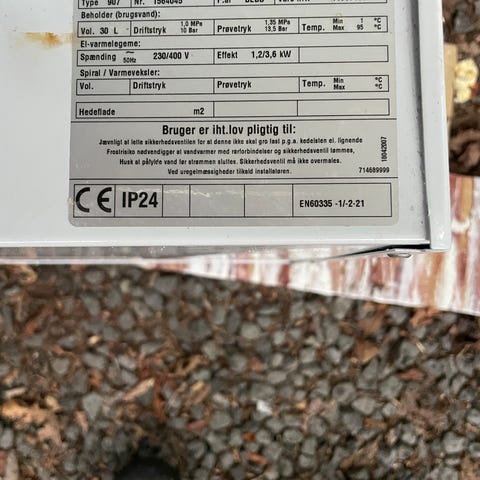 Type 907 Nr. 1564045
Beholder (brugsvand):
Vol. 30 L Driftstryk 1,0 MPa 10 Bar Prøvetryk 1,35 MPa 13,5 Bar Temp. Min 1 °C Max 95 °C
El-varmelegeme:
Spænding 50Hz 230/400 V Effekt 1,2/3,6 kW
Spiral / Varmeveksler:
Vol. Driftstryk Prøvetryk Temp. Min °C Max °C
Hedeflade m2
Bruger er iht.lov pligtig til:
Jævnligt at lette sikkerhedsventilen for at denne ikke skal gro fast p.g.a. kedelsten el. lignende
Frostrisiko nødvendigger at vandvarmer med rørforbindelser og sikkerhedsventil tømmes,
Husk at påfylde vand før strømmen sluttes. Sikkerhedsventil må ikke overmales.
Ved uregelmæssigheder tilkald installatøren.
714689999
18042007
CE IP24 EN60335 -1/-2-21